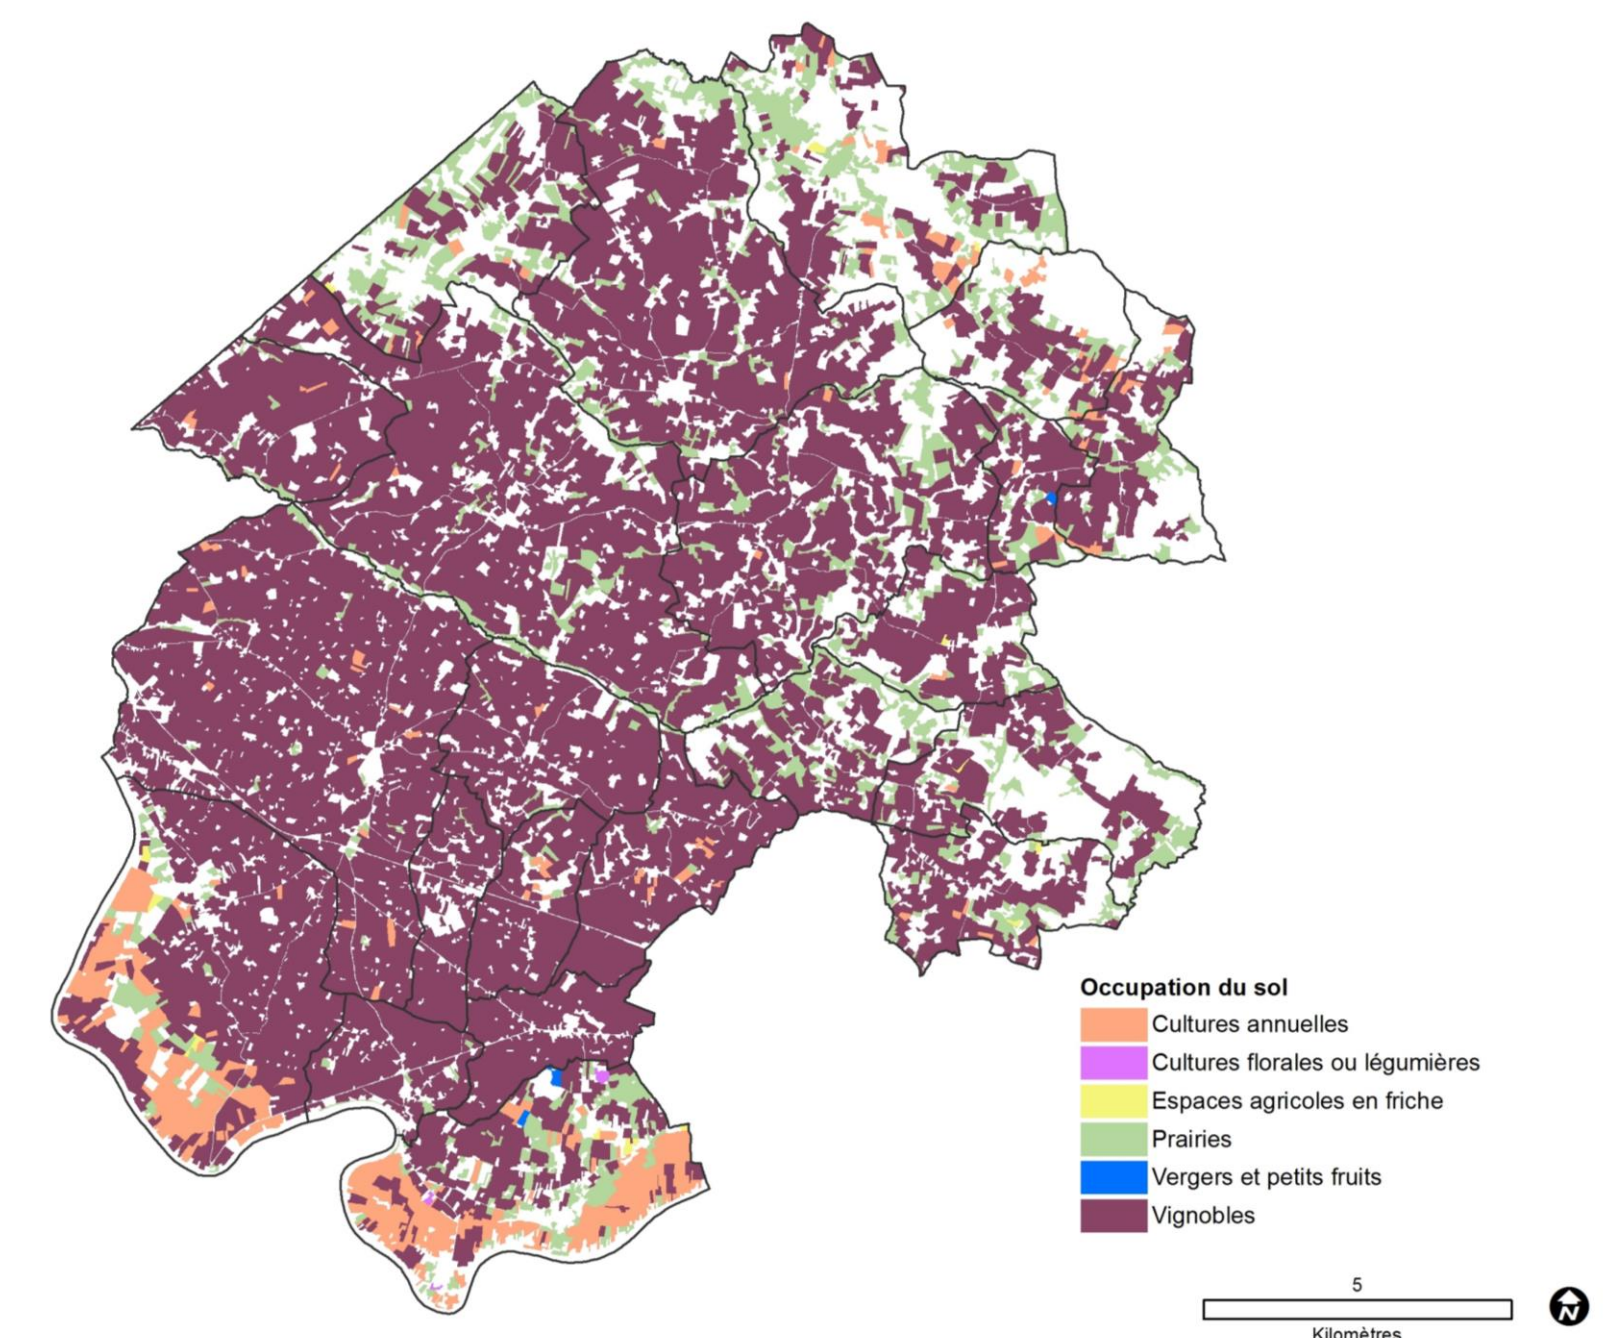 Occupation du sol
Cultures annuelles
Cultures florales ou légumières
Espaces agricoles en friche
Prairies
Vergers et petits fruits
Vignobles
5
Kilomètres
N